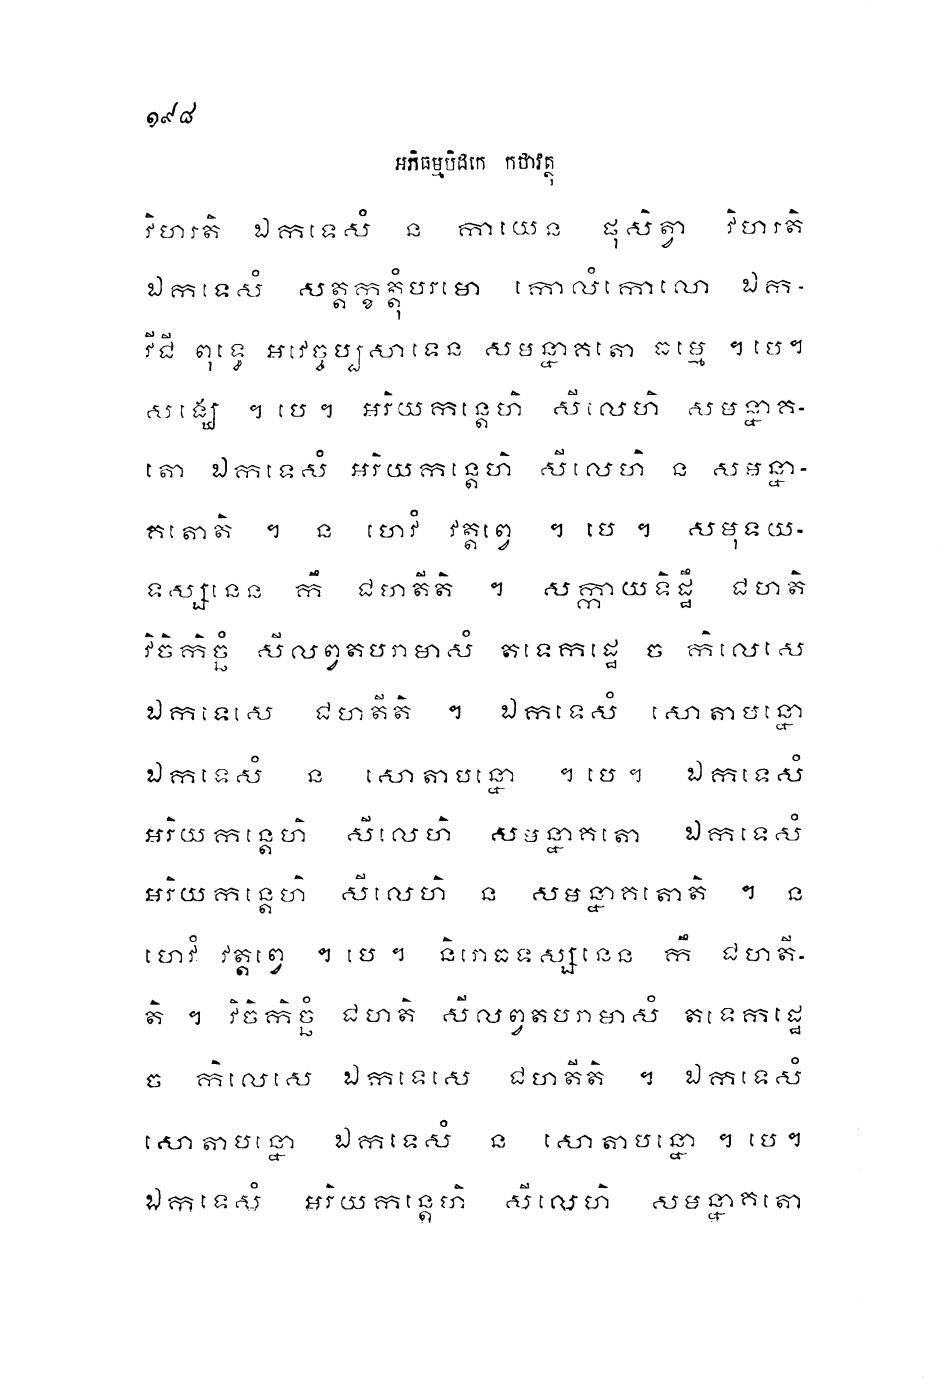 ១៩៨
អភិធម្មបិដកេ កថាវត្ថុ
វិហរតិ ឯកទេសំ ន កាយេន ផុសិត្វា វិហរតិ
ឯកទេសំ សត្តក្ខត្តុំបរមោ កោលំកោលោ ឯក-
វីជី ពុទ្ធេ អវេច្ចប្បសាទេន សមន្នាគតោ ធម្មេ ។ បេ។
សង្ឃេ ។ បេ។ អរិយកន្តេហិ សីលេហិ សមន្នាគ-
តោ ឯកទេសំ អរិយកន្តេហិ សីលេហិ ន សមន្នា-
គតោតិ ។ ន ហេវំ វត្តព្វេ ។ បេ ។ សមុទយ-
ទស្សនេន កឹ ជហតីតិ ។ សក្កាយទិដ្ឋឹ ជហតិ
វិចិកិច្ឆំ សីលព្វតបរាមាសំ តទេកដ្ឋេ ច កិលេសេ
ឯកទេសេ ជហតីតិ ។ ឯកទេសំ សោតាបន្នោ
ឯកទេសំ ន សោតាបន្នោ ។ បេ។ ឯកទេសំ
អរិយកន្តេហិ សីលេហិ សមន្នាគតោ ឯកទេសំ
អរិយកន្តេហិ សីលេហិ ន សមន្នាគតោតិ ។ ន
ហេវំ វត្តព្វេ ។ បេ។ និរោធទស្សនេន កឹ ជហតី-
តិ ។ វិចិកិច្ឆំ ជហតិ សីលព្វតបរាមាសំ តទេកដ្ឋេ
ច កិលេសេ ឯកទេសេ ជហតីតិ ។ ឯកទេសំ
សោតាបន្នោ ឯកទេសំ ន សោតាបន្នោ ។ បេ។
ឯកទេសំ អរិយកន្តេហិ សីលេហិ សមន្នាគតោ